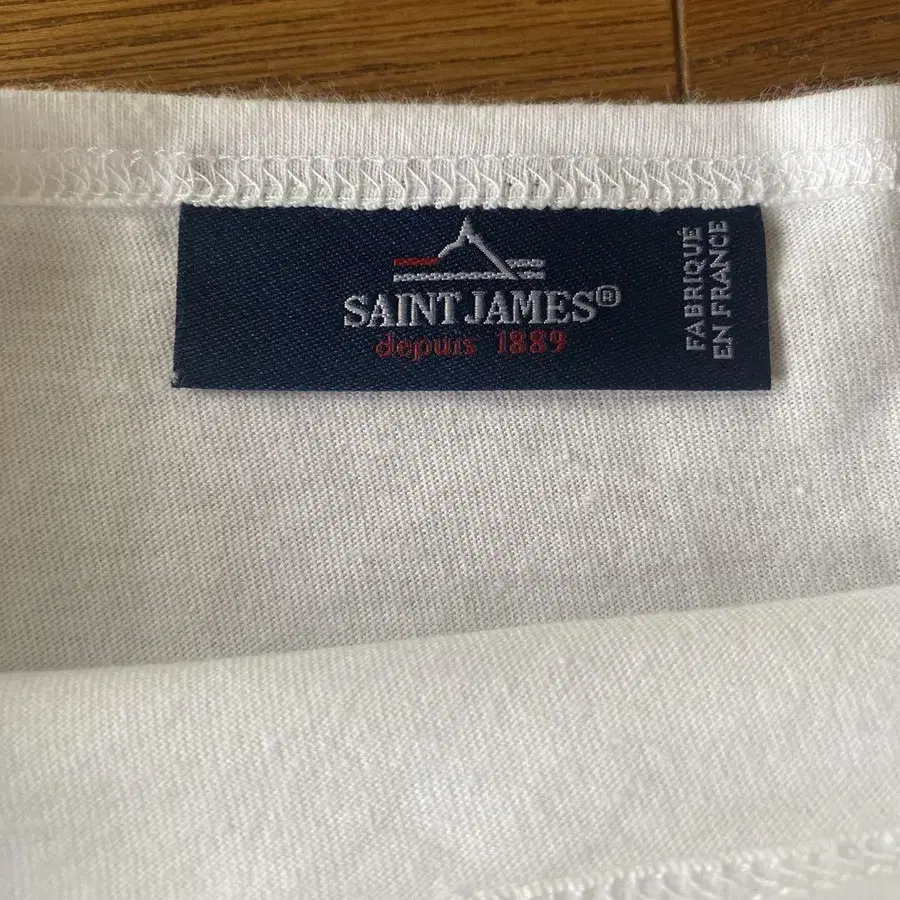 SAINT JAMES®
depuis 1889
FABRIQUÉ
EN FRANCE